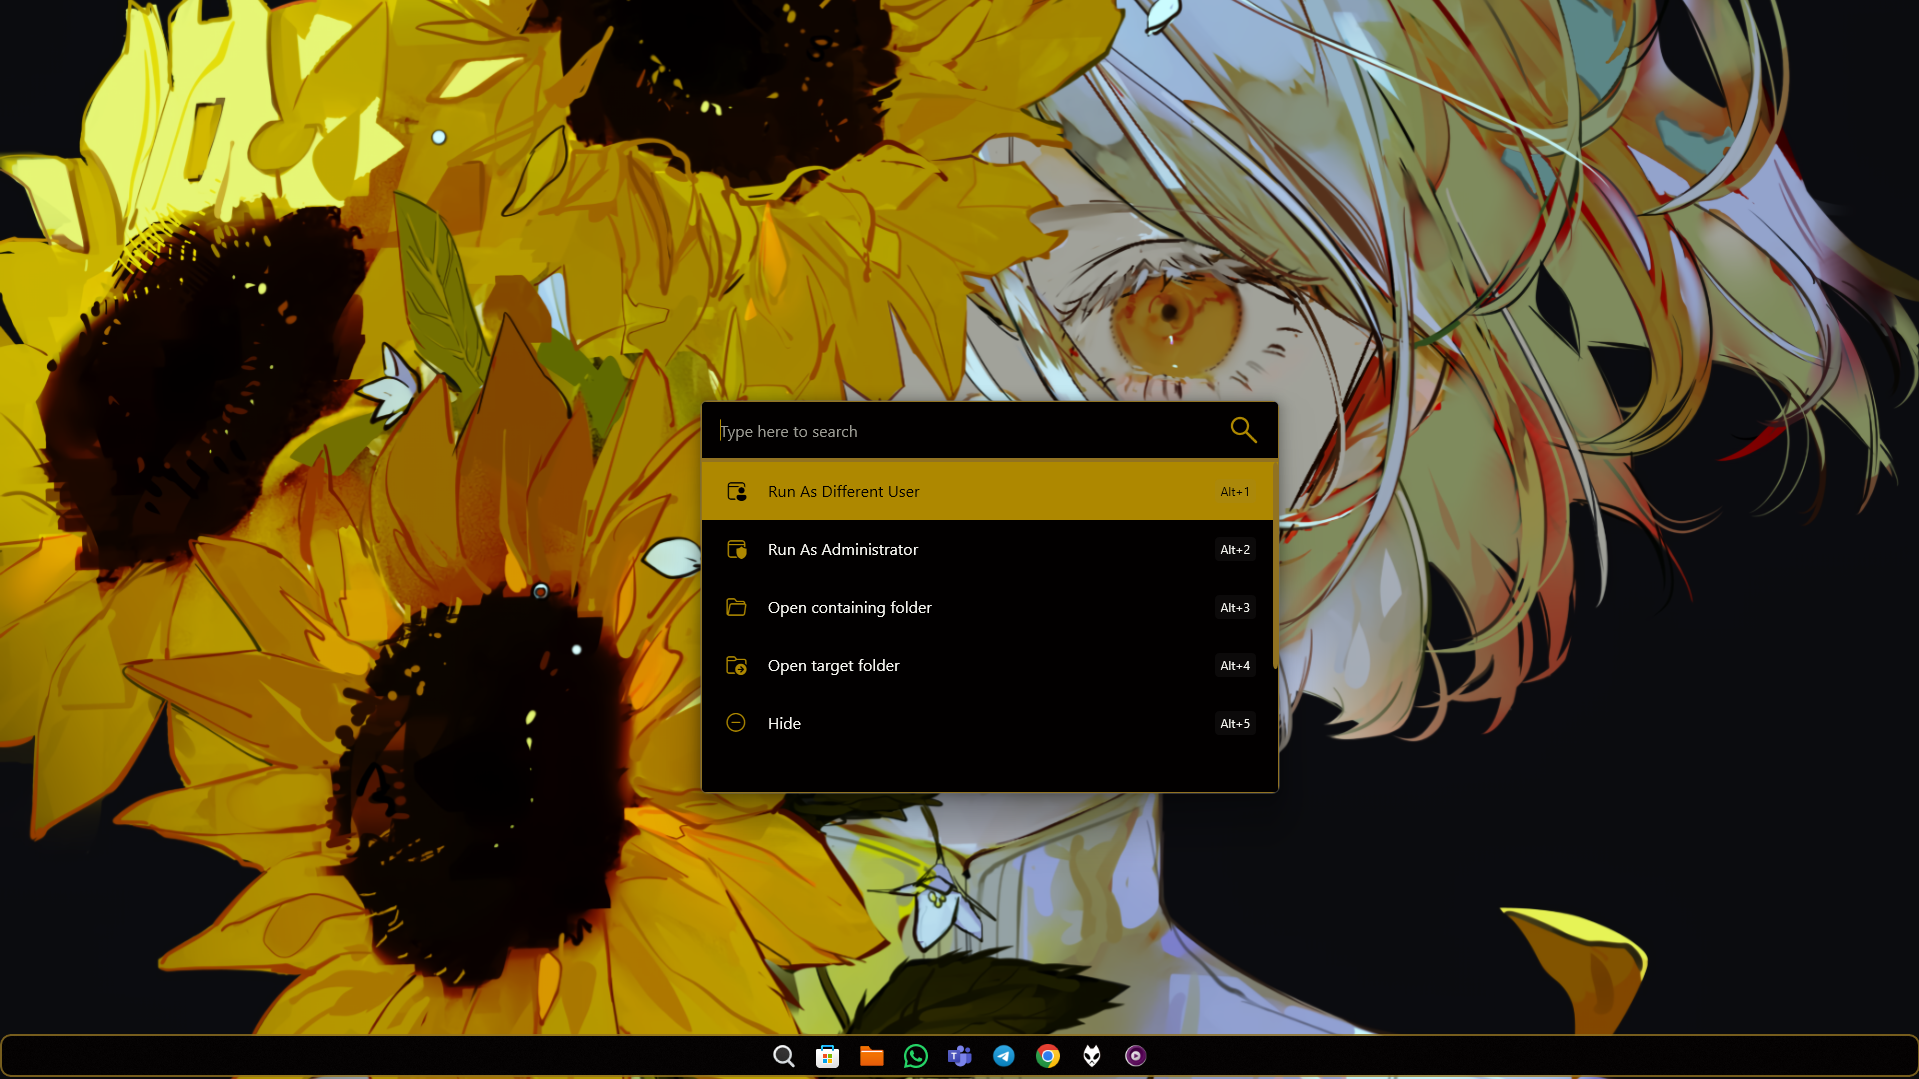 Type here to search
Run As Different User
Alt+1
Run As Administrator
Alt+2
Open containing folder
Alt+3
Open target folder
Alt+4
Hide
Alt+5